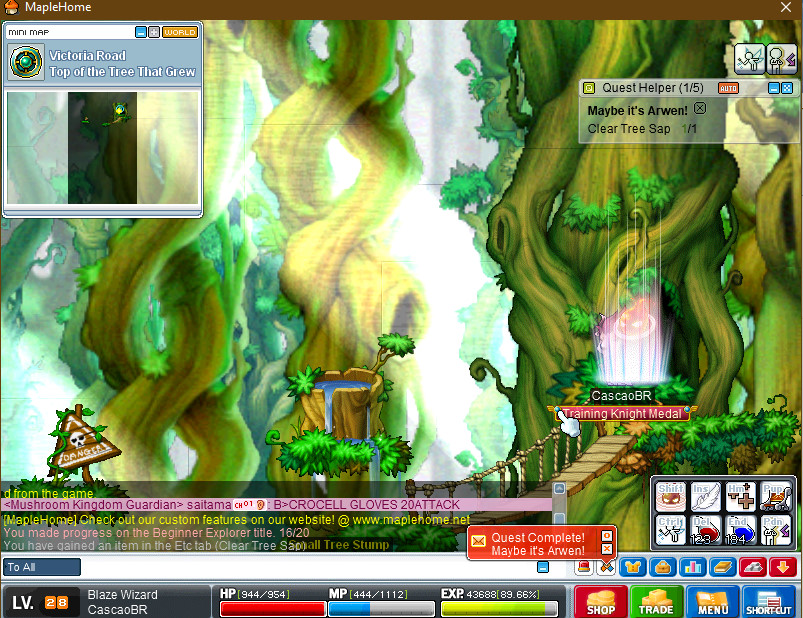 MapleHome
MINI MAP
WORLD
Victoria Road
Top of the Tree That Grew
Quest Helper (1/5)
AUTO
Maybe it's Arwen!
Clear Tree Sap 1/1
CascaoBR
Training Knight Medal
DANGER
d from the game.
<Mushroom Kingdom Guardian> saitama CH01 : B>CROCELL GLOVES 20ATTACK
[MapleHome] Check out our custom features on our website! @ www.maplehome.net
You made progress on the Beginner Explorer title. 16/20
You have gained an item in the Etc tab (Clear Tree Sap)
all Tree Stump
Quest Complete!
Maybe it's Arwen!
Shift
Ins
Hm
Pup
Ctrl
Del
End
Pdn
123
184
To All
LV. 28
Blaze Wizard
CascaoBR
HP [944/954]
MP [444/1112]
EXP. 43688[89.66%]
SHOP
TRADE
MENU
SHORT-CUT